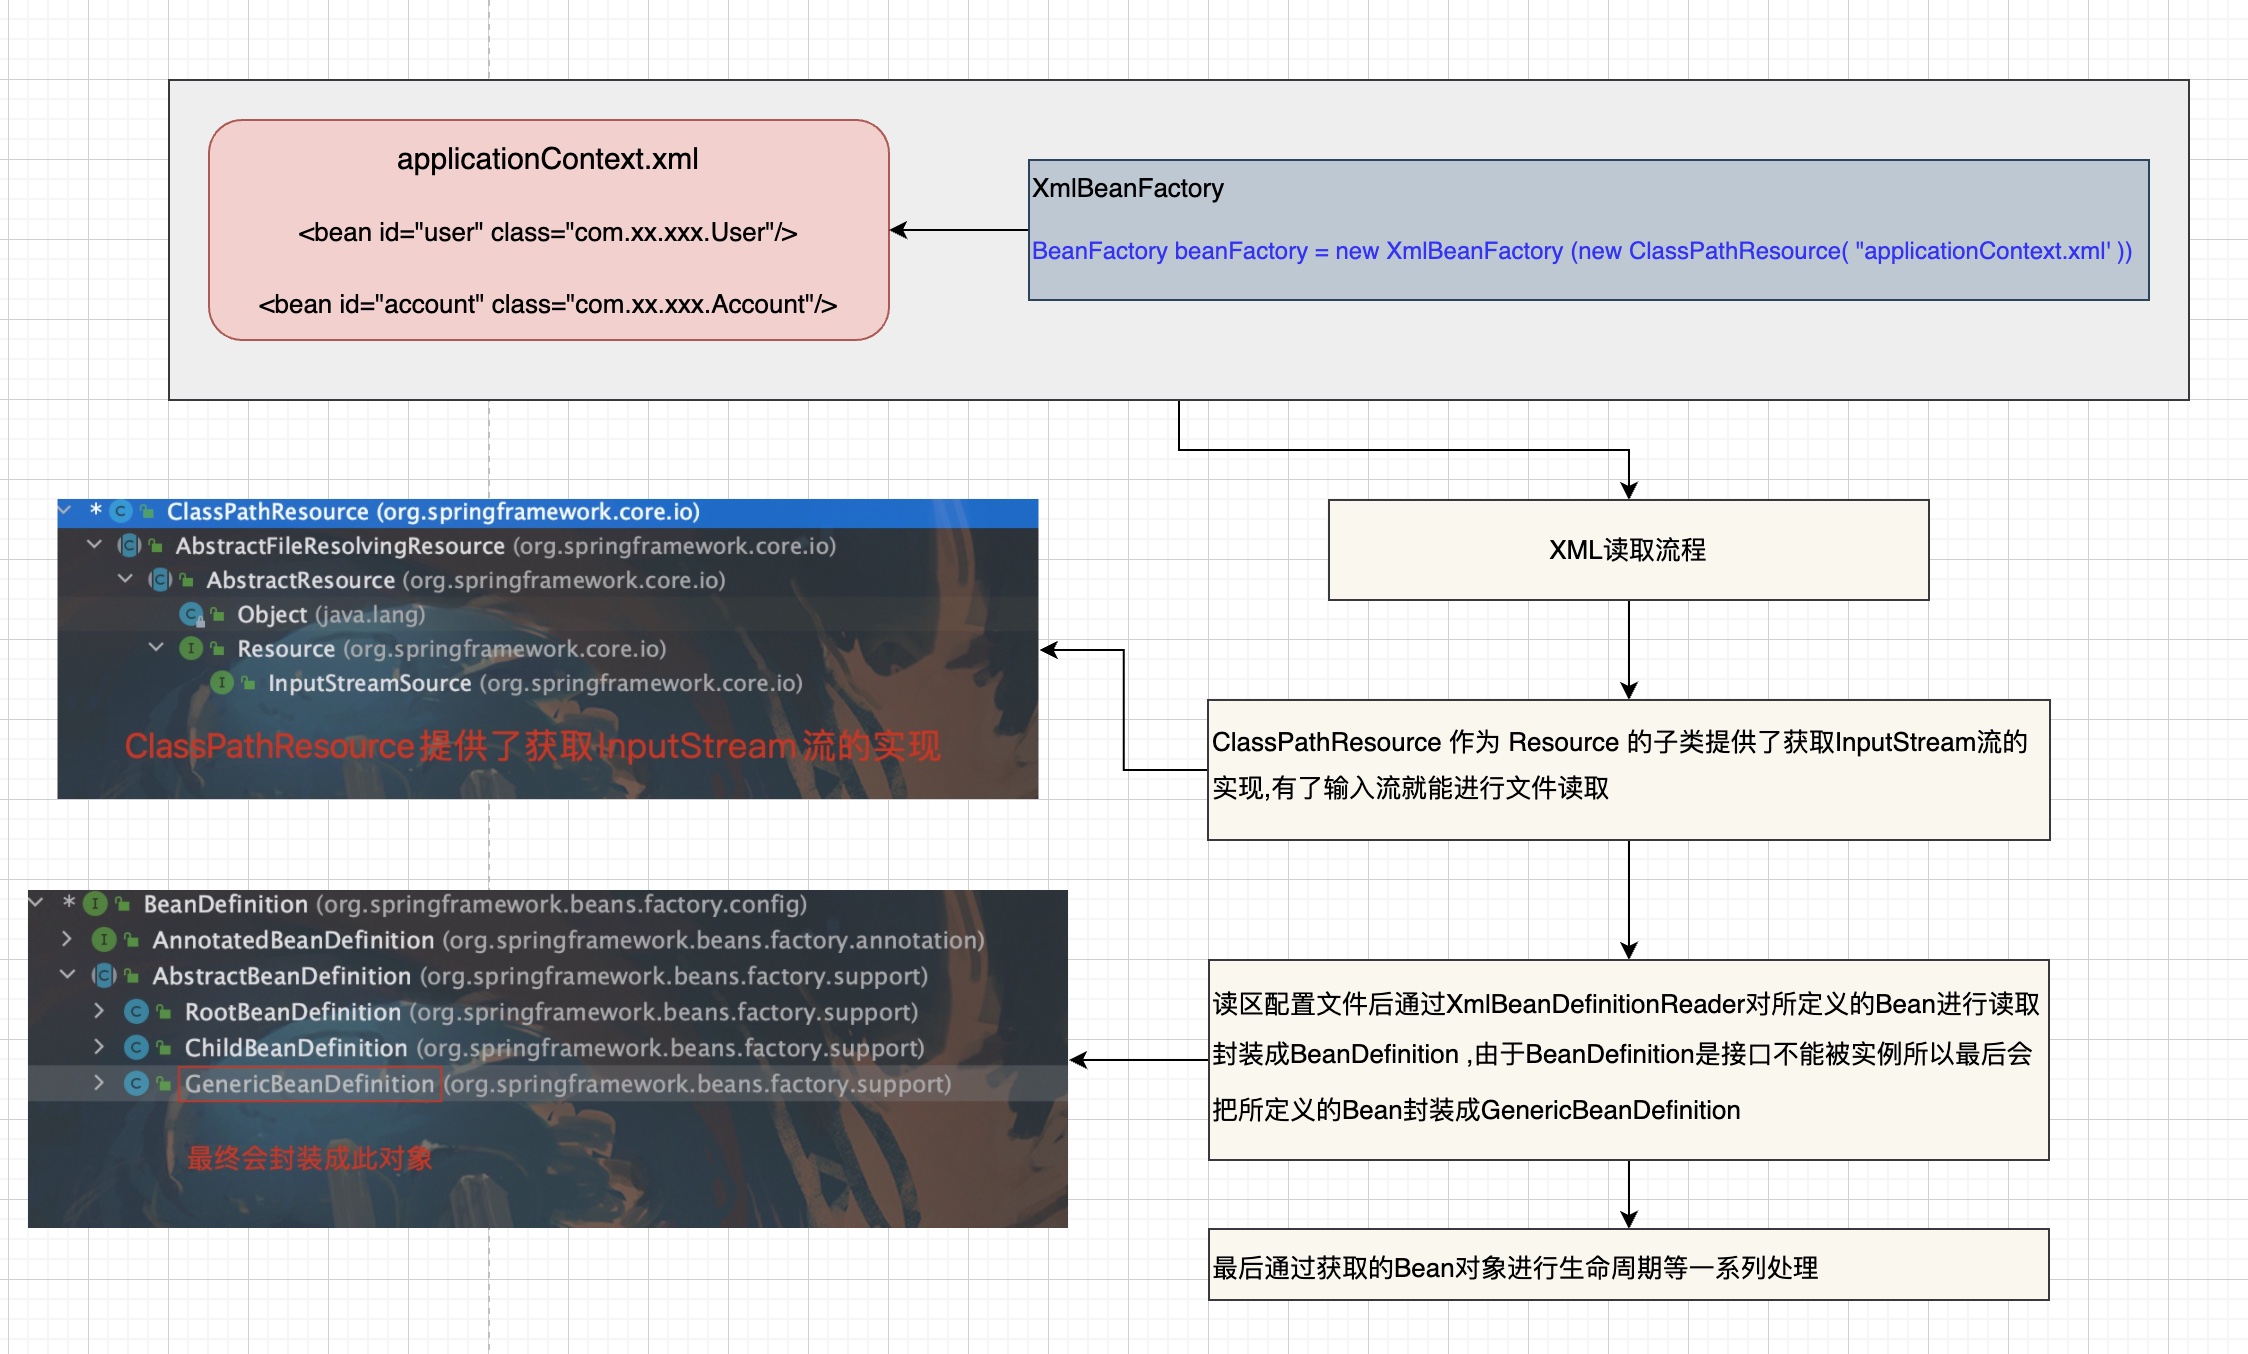 applicationContext.xml
<bean id="user" class="com.xx.xxx.User"/>
<bean id="account" class="com.xx.xxx.Account"/>
XmlBeanFactory
BeanFactory beanFactory = new XmlBeanFactory (new ClassPathResource( "applicationContext.xml' ))
XML读取流程
* ClassPathResource (org.springframework.core.io)
AbstractFileResolvingResource (org.springframework.core.io)
AbstractResource (org.springframework.core.io)
Object (java.lang)
Resource (org.springframework.core.io)
InputStreamSource (org.springframework.core.io)
ClassPathResource提供了获取InputStream 流的实现
ClassPathResource 作为 Resource 的子类提供了获取InputStream流的
实现,有了输入流就能进行文件读取
* BeanDefinition (org.springframework.beans.factory.config)
AnnotatedBeanDefinition (org.springframework.beans.factory.annotation)
AbstractBeanDefinition (org.springframework.beans.factory.support)
RootBeanDefinition (org.springframework.beans.factory.support)
ChildBeanDefinition (org.springframework.beans.factory.support)
GenericBeanDefinition (org.springframework.beans.factory.support)
最终会封装成此对象
读区配置文件后通过XmlBeanDefinitionReader对所定义的Bean进行读取
封装成BeanDefinition ,由于BeanDefinition是接口不能被实例所以最后会
把所定义的Bean封装成GenericBeanDefinition
最后通过获取的Bean对象进行生命周期等一系列处理